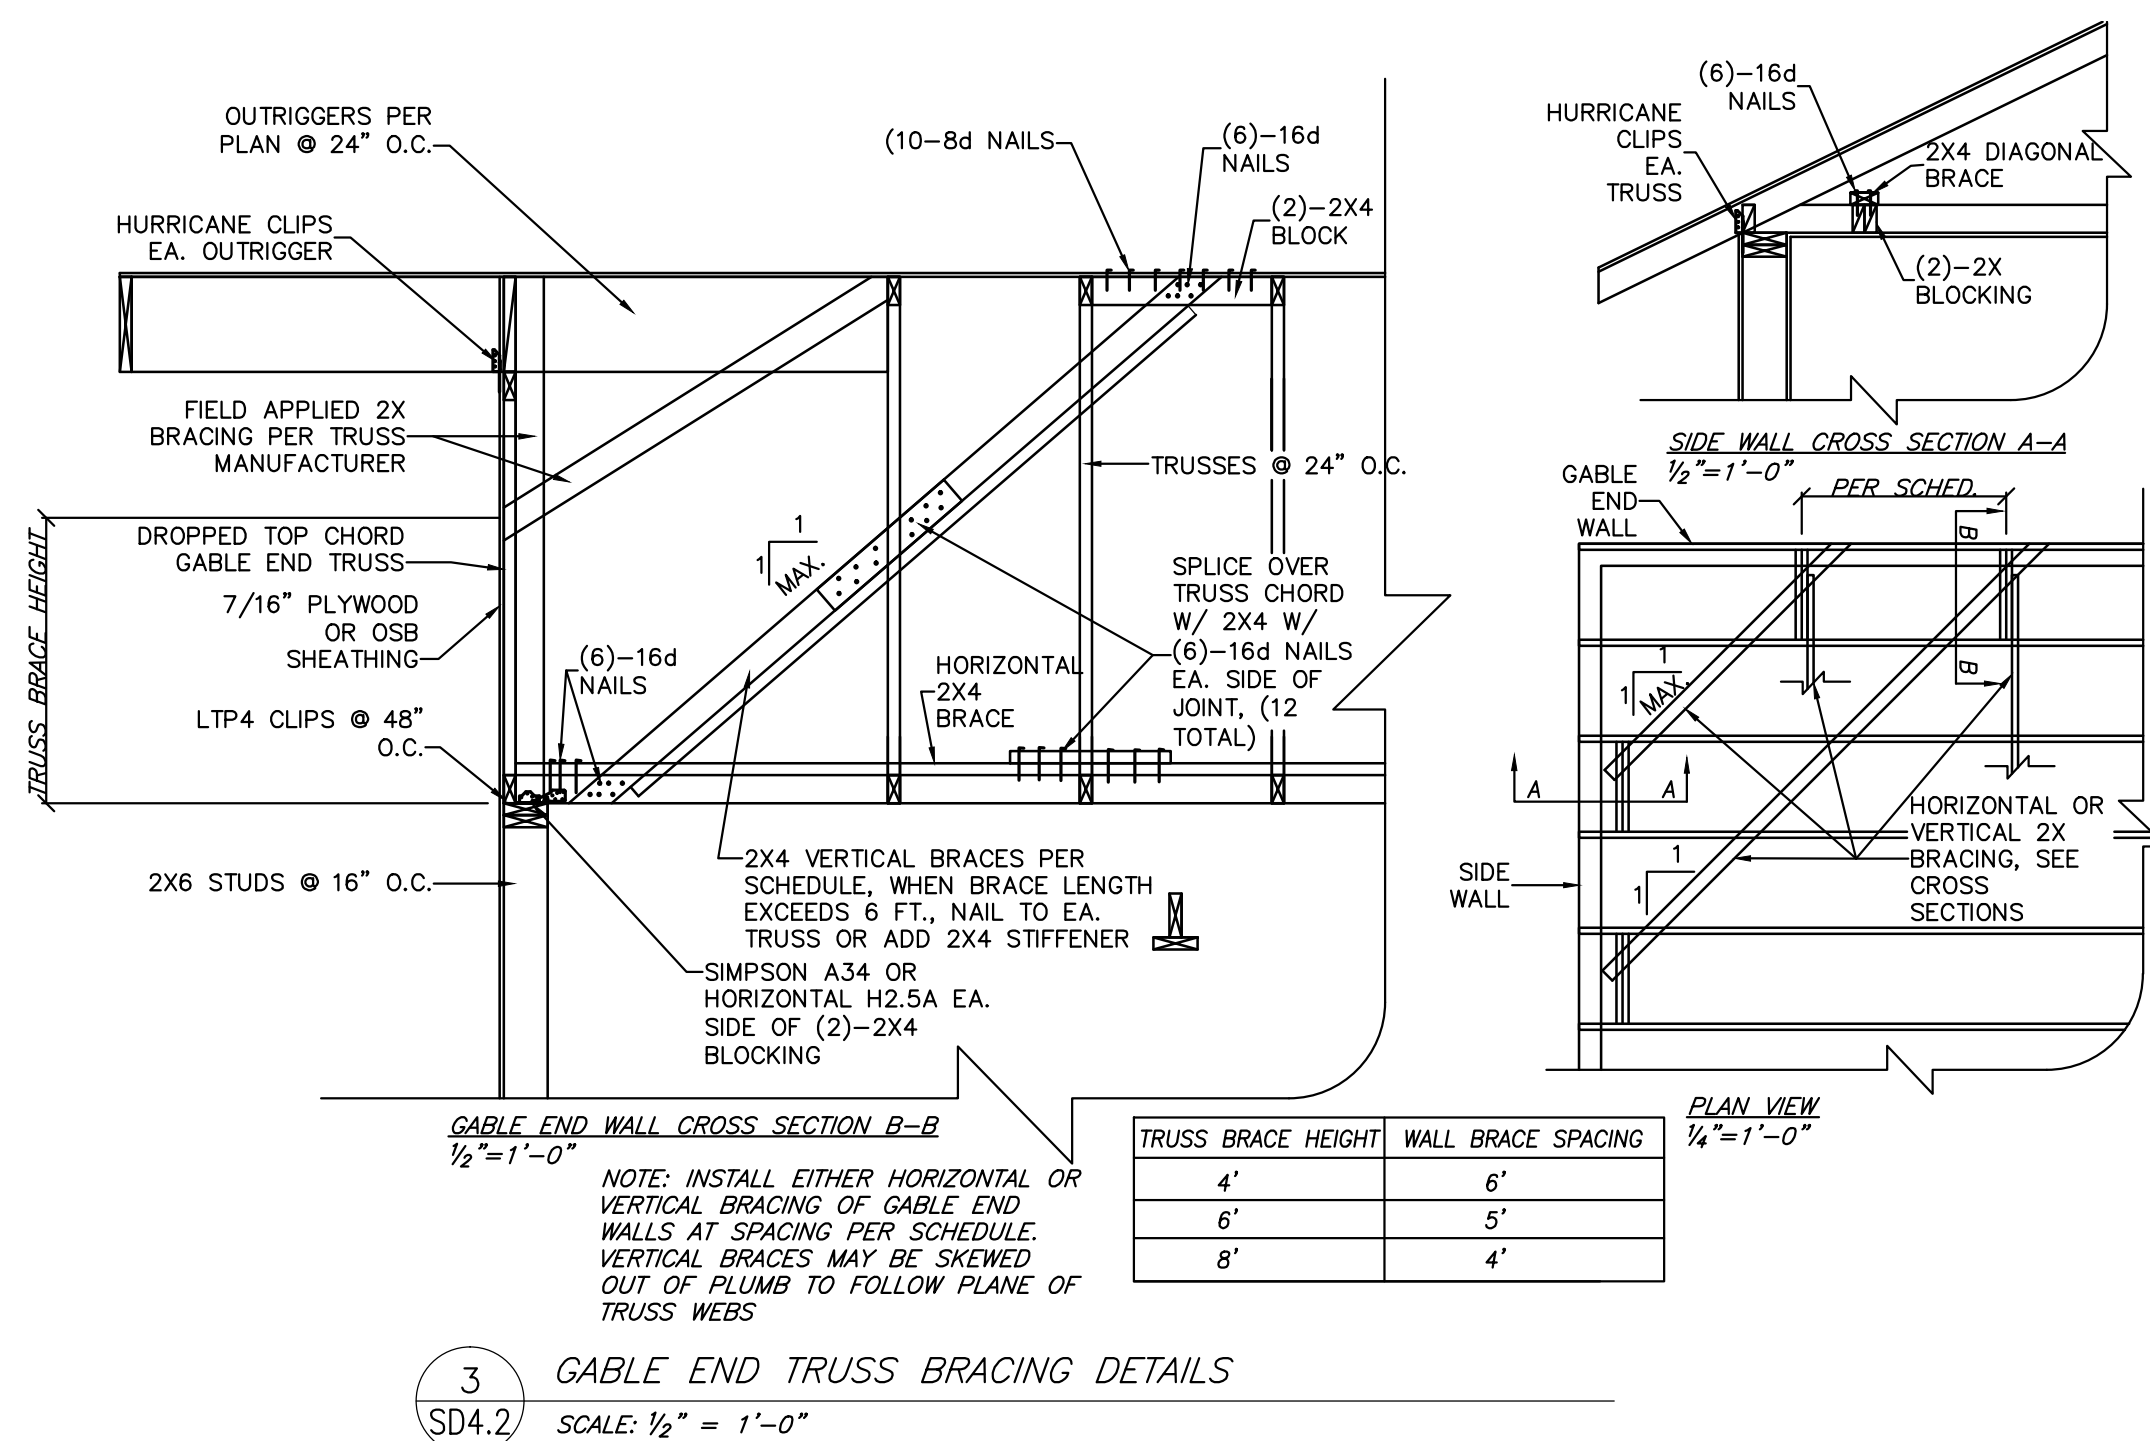 OUTRIGGERS PER
PLAN @ 24" O.C.
HURRICANE CLIPS
EA. OUTRIGGER
FIELD APPLIED 2X
BRACING PER TRUSS
MANUFACTURER
DROPPED TOP CHORD
GABLE END TRUSS
7/16" PLYWOOD
OR OSB
SHEATHING
TRUSS BRACE HEIGHT
LTP4 CLIPS @ 48"
O.C.
2X6 STUDS @ 16" O.C.
(10-8d NAILS
(6)-16d
NAILS
(2)-2X4
BLOCK
TRUSSES @ 24" O.C.
1
1
MAX.
SPLICE OVER
TRUSS CHORD
W/ 2X4 W/
(6)-16d NAILS
EA. SIDE OF
JOINT, (12
TOTAL)
(6)-16d
NAILS
HORIZONTAL
2X4
BRACE
2X4 VERTICAL BRACES PER
SCHEDULE, WHEN BRACE LENGTH
EXCEEDS 6 FT., NAIL TO EA.
TRUSS OR ADD 2X4 STIFFENER
SIMPSON A34 OR
HORIZONTAL H2.5A EA.
SIDE OF (2)-2X4
BLOCKING
GABLE END WALL CROSS SECTION B-B
1/2"=1'-0"
NOTE: INSTALL EITHER HORIZONTAL OR
VERTICAL BRACING OF GABLE END
WALLS AT SPACING PER SCHEDULE.
VERTICAL BRACES MAY BE SKEWED
OUT OF PLUMB TO FOLLOW PLANE OF
TRUSS WEBS
(6)-16d
NAILS
HURRICANE
CLIPS
EA.
TRUSS
2X4 DIAGONAL
BRACE
(2)-2X
BLOCKING
SIDE WALL CROSS SECTION A-A
1/2"=1'-0"
GABLE
END
WALL
PER SCHED.
B
B
1
1
MAX.
A
A
1
1
HORIZONTAL OR
VERTICAL 2X
BRACING, SEE
CROSS
SECTIONS
SIDE
WALL
PLAN VIEW
1/4"=1'-0"
TRUSS BRACE HEIGHT WALL BRACE SPACING
4' 6'
6' 5'
8' 4'
3
SD4.2
GABLE END TRUSS BRACING DETAILS
SCALE: 1/2" = 1'-0"